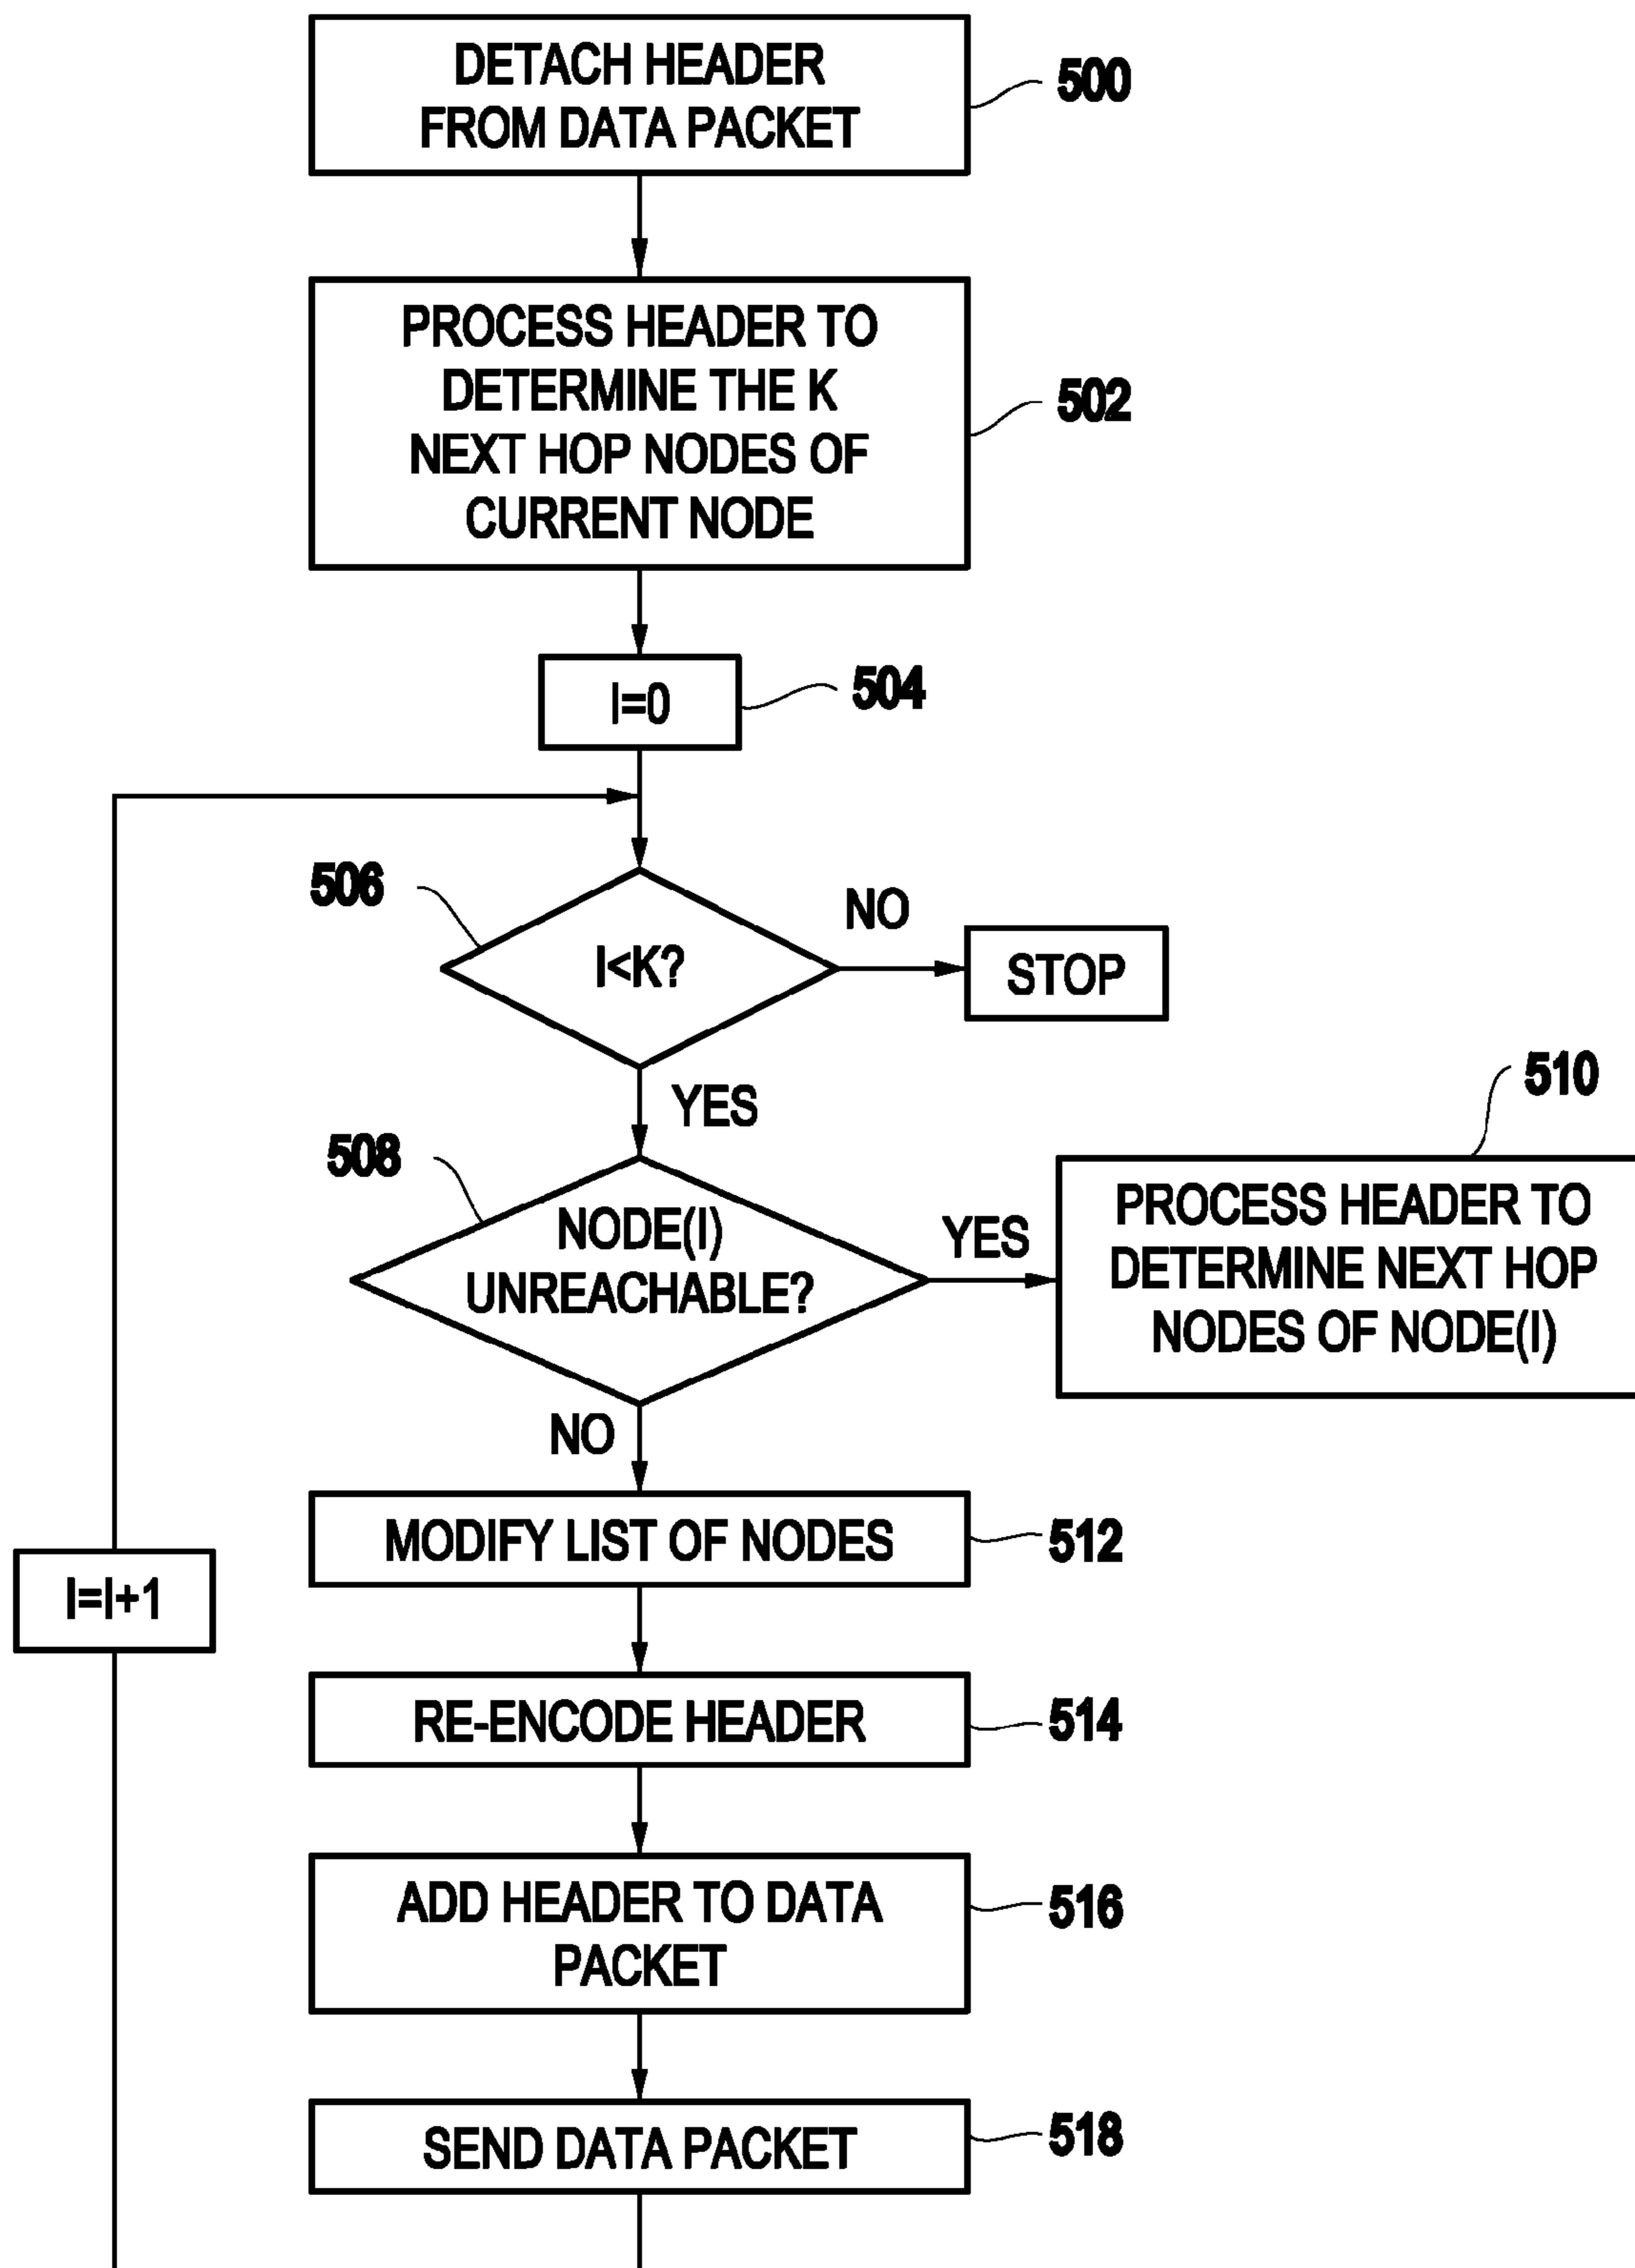 DETACH HEADER
FROM DATA PACKET
500
PROCESS HEADER TO
DETERMINE THE K
NEXT HOP NODES OF
CURRENT NODE
502
I=0
504
506
I<K?
NO
STOP
YES
508
NODE(I)
UNREACHABLE?
YES
510
PROCESS HEADER TO
DETERMINE NEXT HOP
NODES OF NODE(I)
NO
MODIFY LIST OF NODES
512
I=I+1
RE-ENCODE HEADER
514
ADD HEADER TO DATA
PACKET
516
SEND DATA PACKET
518